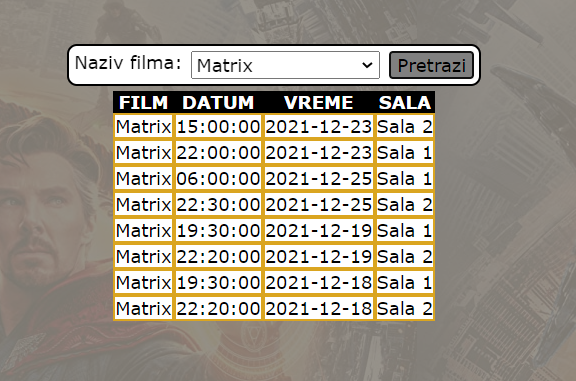 Naziv filma: Matrix Pretrazi
FILM DATUM VREME SALA
Matrix 15:00:00 2021-12-23 Sala 2
Matrix 22:00:00 2021-12-23 Sala 1
Matrix 06:00:00 2021-12-25 Sala 1
Matrix 22:30:00 2021-12-25 Sala 2
Matrix 19:30:00 2021-12-19 Sala 1
Matrix 22:20:00 2021-12-19 Sala 2
Matrix 19:30:00 2021-12-18 Sala 1
Matrix 22:20:00 2021-12-18 Sala 2